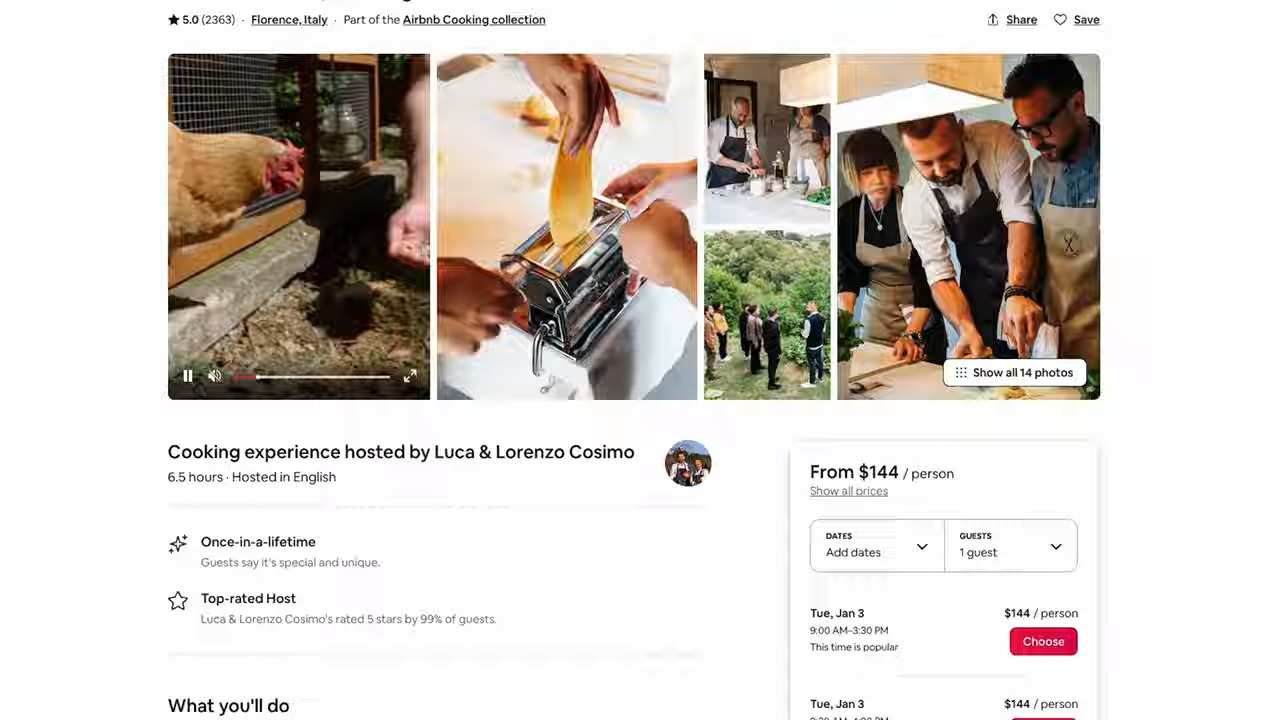 ★ 5.0 (2363) · Florence, Italy · Part of the Airbnb Cooking collection
Share
Save
Show all 14 photos
Cooking experience hosted by Luca & Lorenzo Cosimo
6.5 hours · Hosted in English
Once-in-a-lifetime
Guests say it's special and unique.
Top-rated Host
Luca & Lorenzo Cosimo's rated 5 stars by 99% of guests.
What you'll do
From $144 / person
Show all prices
DATES
Add dates
GUESTS
1 guest
Tue, Jan 3
$144 / person
9:00 AM–3:30 PM
This time is popular
Choose
Tue, Jan 3
$144 / person